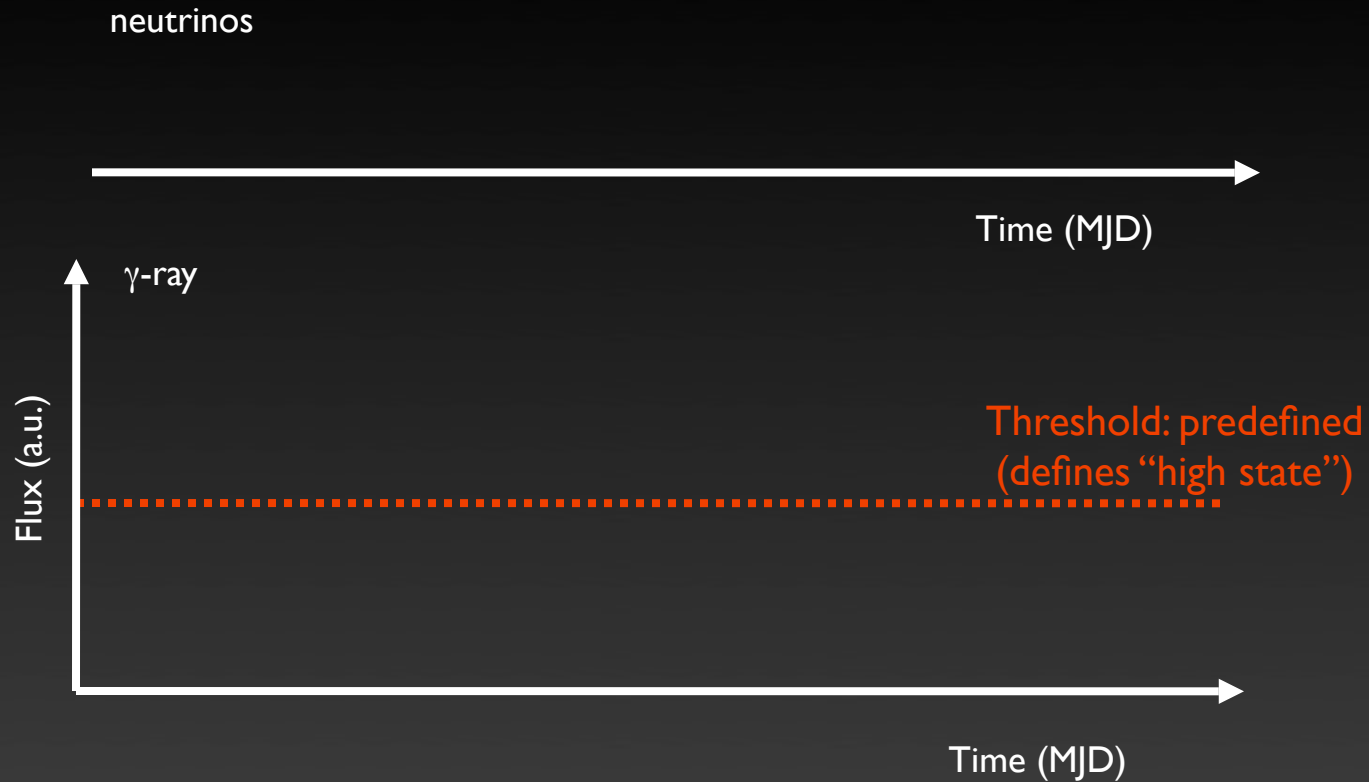 neutrinos
Time (MJD)
γ-ray
Flux (a.u.)
Threshold: predefined
(defines “high state”)
Time (MJD)